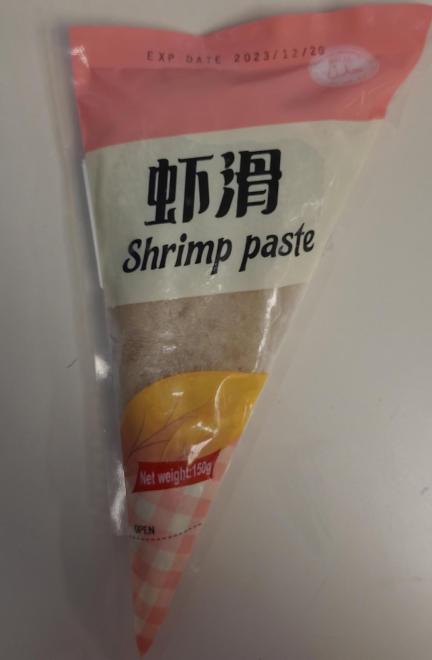 EXP DATE 2023/12/20
虾滑
Shrimp paste
Net weight:150g
OPEN